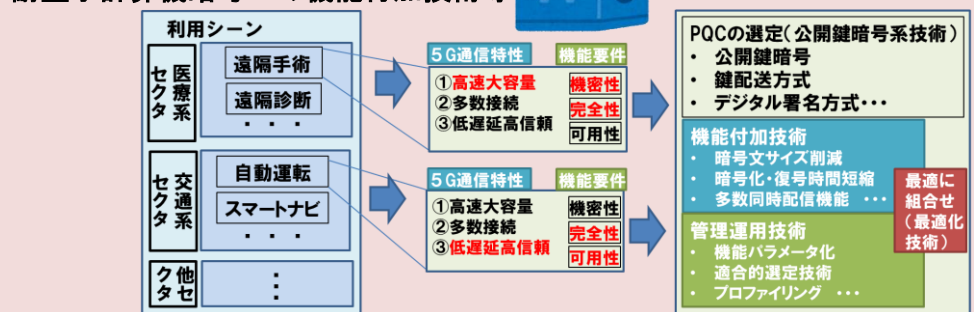 利用シーン
医療系
セクタ
遠隔手術
遠隔診断
・・・
5G通信特性
機能要件
①高速大容量
②多数接続
③低遅延高信頼
機密性
完全性
可用性
交通系
セクタ
自動運転
スマートナビ
・・・
5G通信特性
機能要件
①高速大容量
②多数接続
③低遅延高信頼
機密性
完全性
可用性
他セ
クタ
・・・
PQCの選定(公開鍵暗号系技術)
・ 公開鍵暗号
・ 鍵配送方式
・ デジタル署名方式・・・
機能付加技術
・ 暗号文サイズ削減
・ 暗号化・復号時間短縮
・ 多数同時配信機能 ・・・
管理運用技術
・ 機能パラメータ化
・ 適合的選定技術
・ プロファイリング ・・・
最適に
組合せ
(最適化
技術)